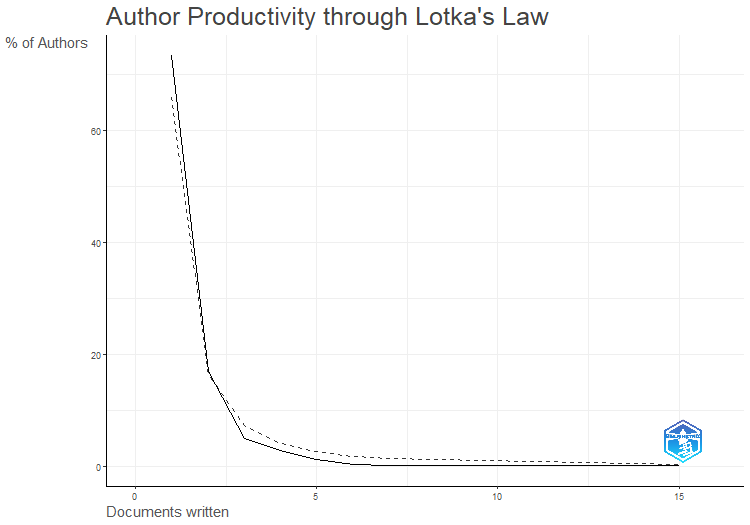 Author Productivity through Lotka's Law
% of Authors
60
40
20
0
0 5 10 15
Documents written